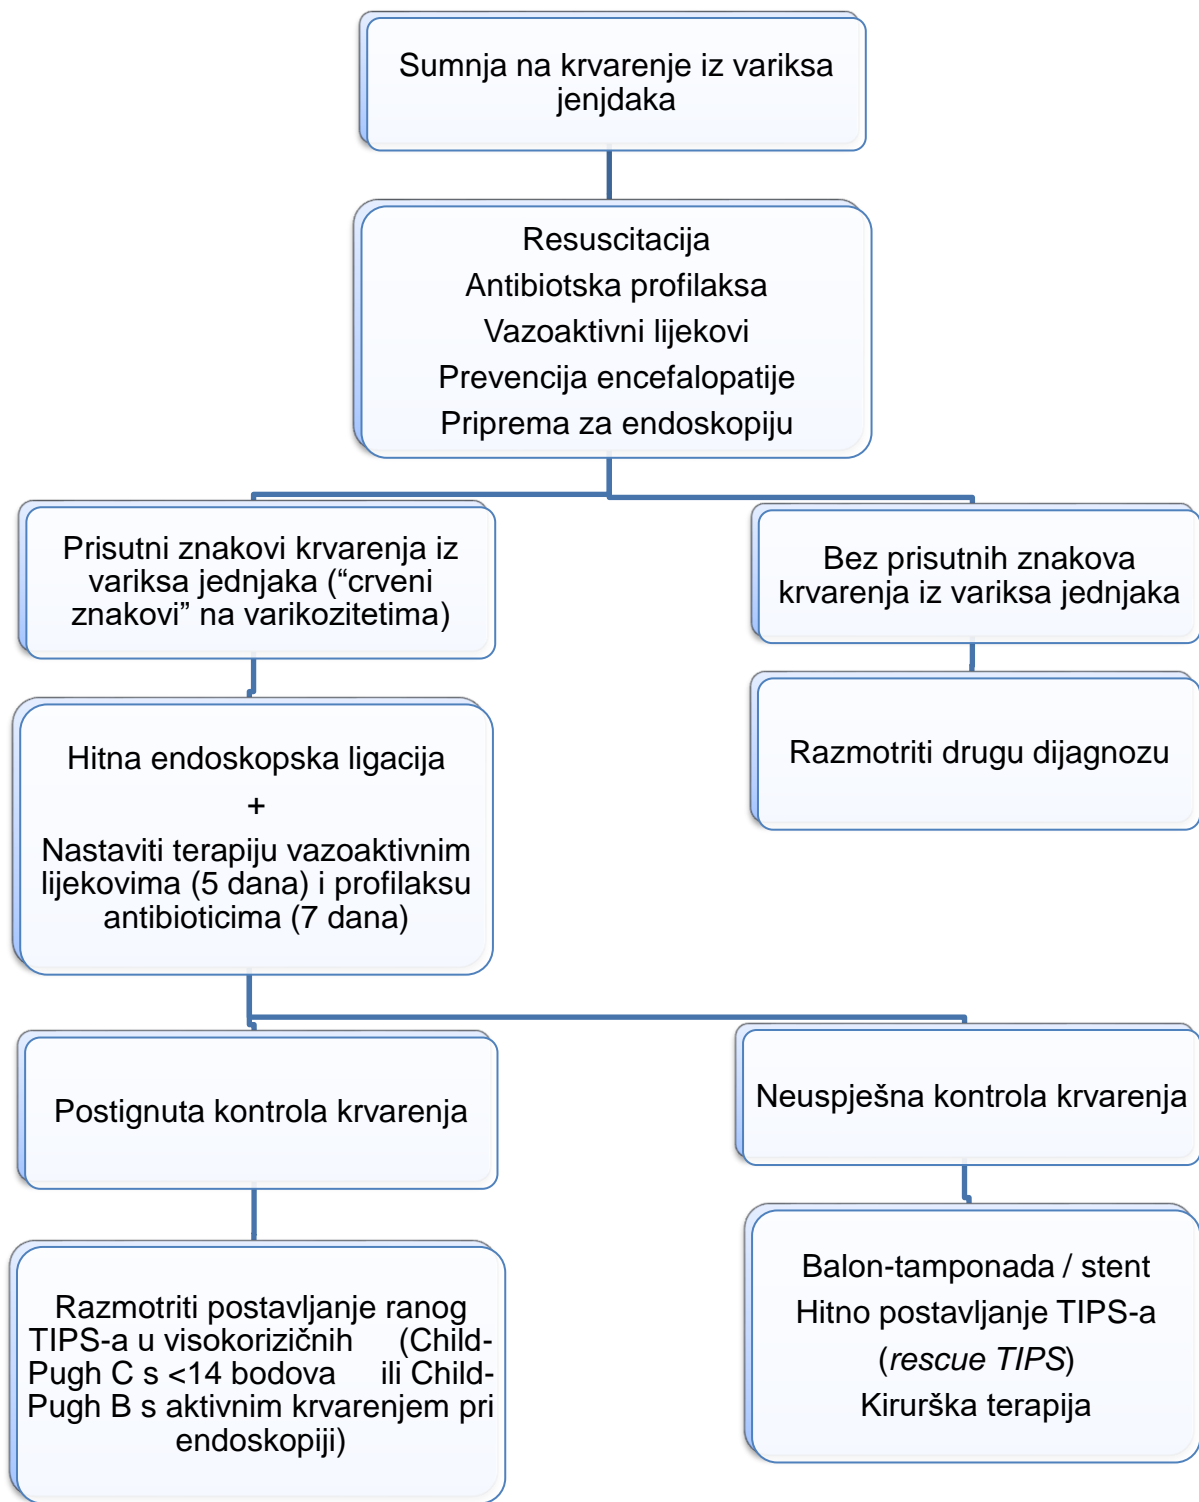 Sumnja na krvarenje iz variksa
jenjdaka
Resuscitacija
Antibiotska profilaksa
Vazoaktivni lijekovi
Prevencija encefalopatije
Priprema za endoskopiju
Prisutni znakovi krvarenja iz
variksa jednjaka (“crveni
znakovi” na varikozitetima)
Bez prisutnih znakova
krvarenja iz variksa jednjaka
Hitna endoskopska ligacija
+
Nastaviti terapiju vazoaktivnim
lijekovima (5 dana) i profilaksu
antibioticima (7 dana)
Razmotriti drugu dijagnozu
Postignuta kontrola krvarenja
Neuspješna kontrola krvarenja
Razmotriti postavljanje ranog
TIPS-a u visokorizičnih (Child-
Pugh C s <14 bodova ili Child-
Pugh B s aktivnim krvarenjem pri
endoskopiji)
Balon-tamponada / stent
Hitno postavljanje TIPS-a
(rescue TIPS)
Kirurška terapija